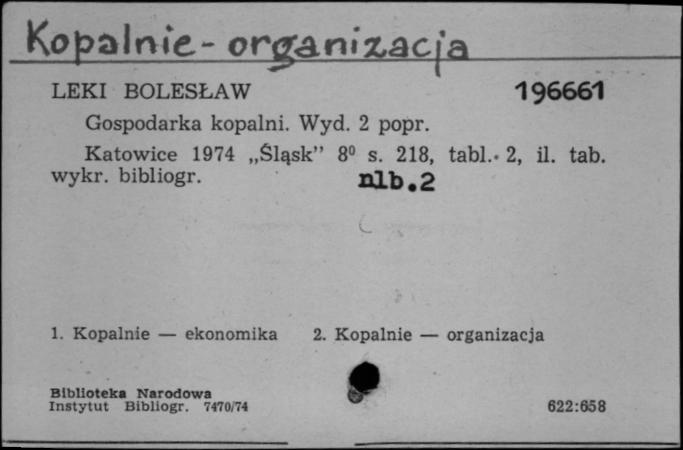 Kopalnie - organizacja
LEKI BOLESŁAW 196661
Gospodarka kopalni. Wyd. 2 popr.
Katowice 1974 „Śląsk” 8⁰ s. 218, tabl. 2, il. tab.
wykr. bibliogr. nlb.2
1. Kopalnie — ekonomika 2. Kopalnie — organizacja
Biblioteka Narodowa
Instytut Bibliogr. 7470/74 622:658